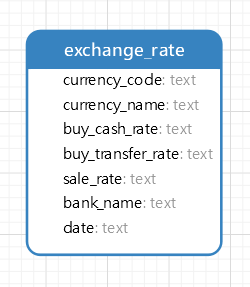 exchange_rate
currency_code: text
currency_name: text
buy_cash_rate: text
buy_transfer_rate: text
sale_rate: text
bank_name: text
date: text